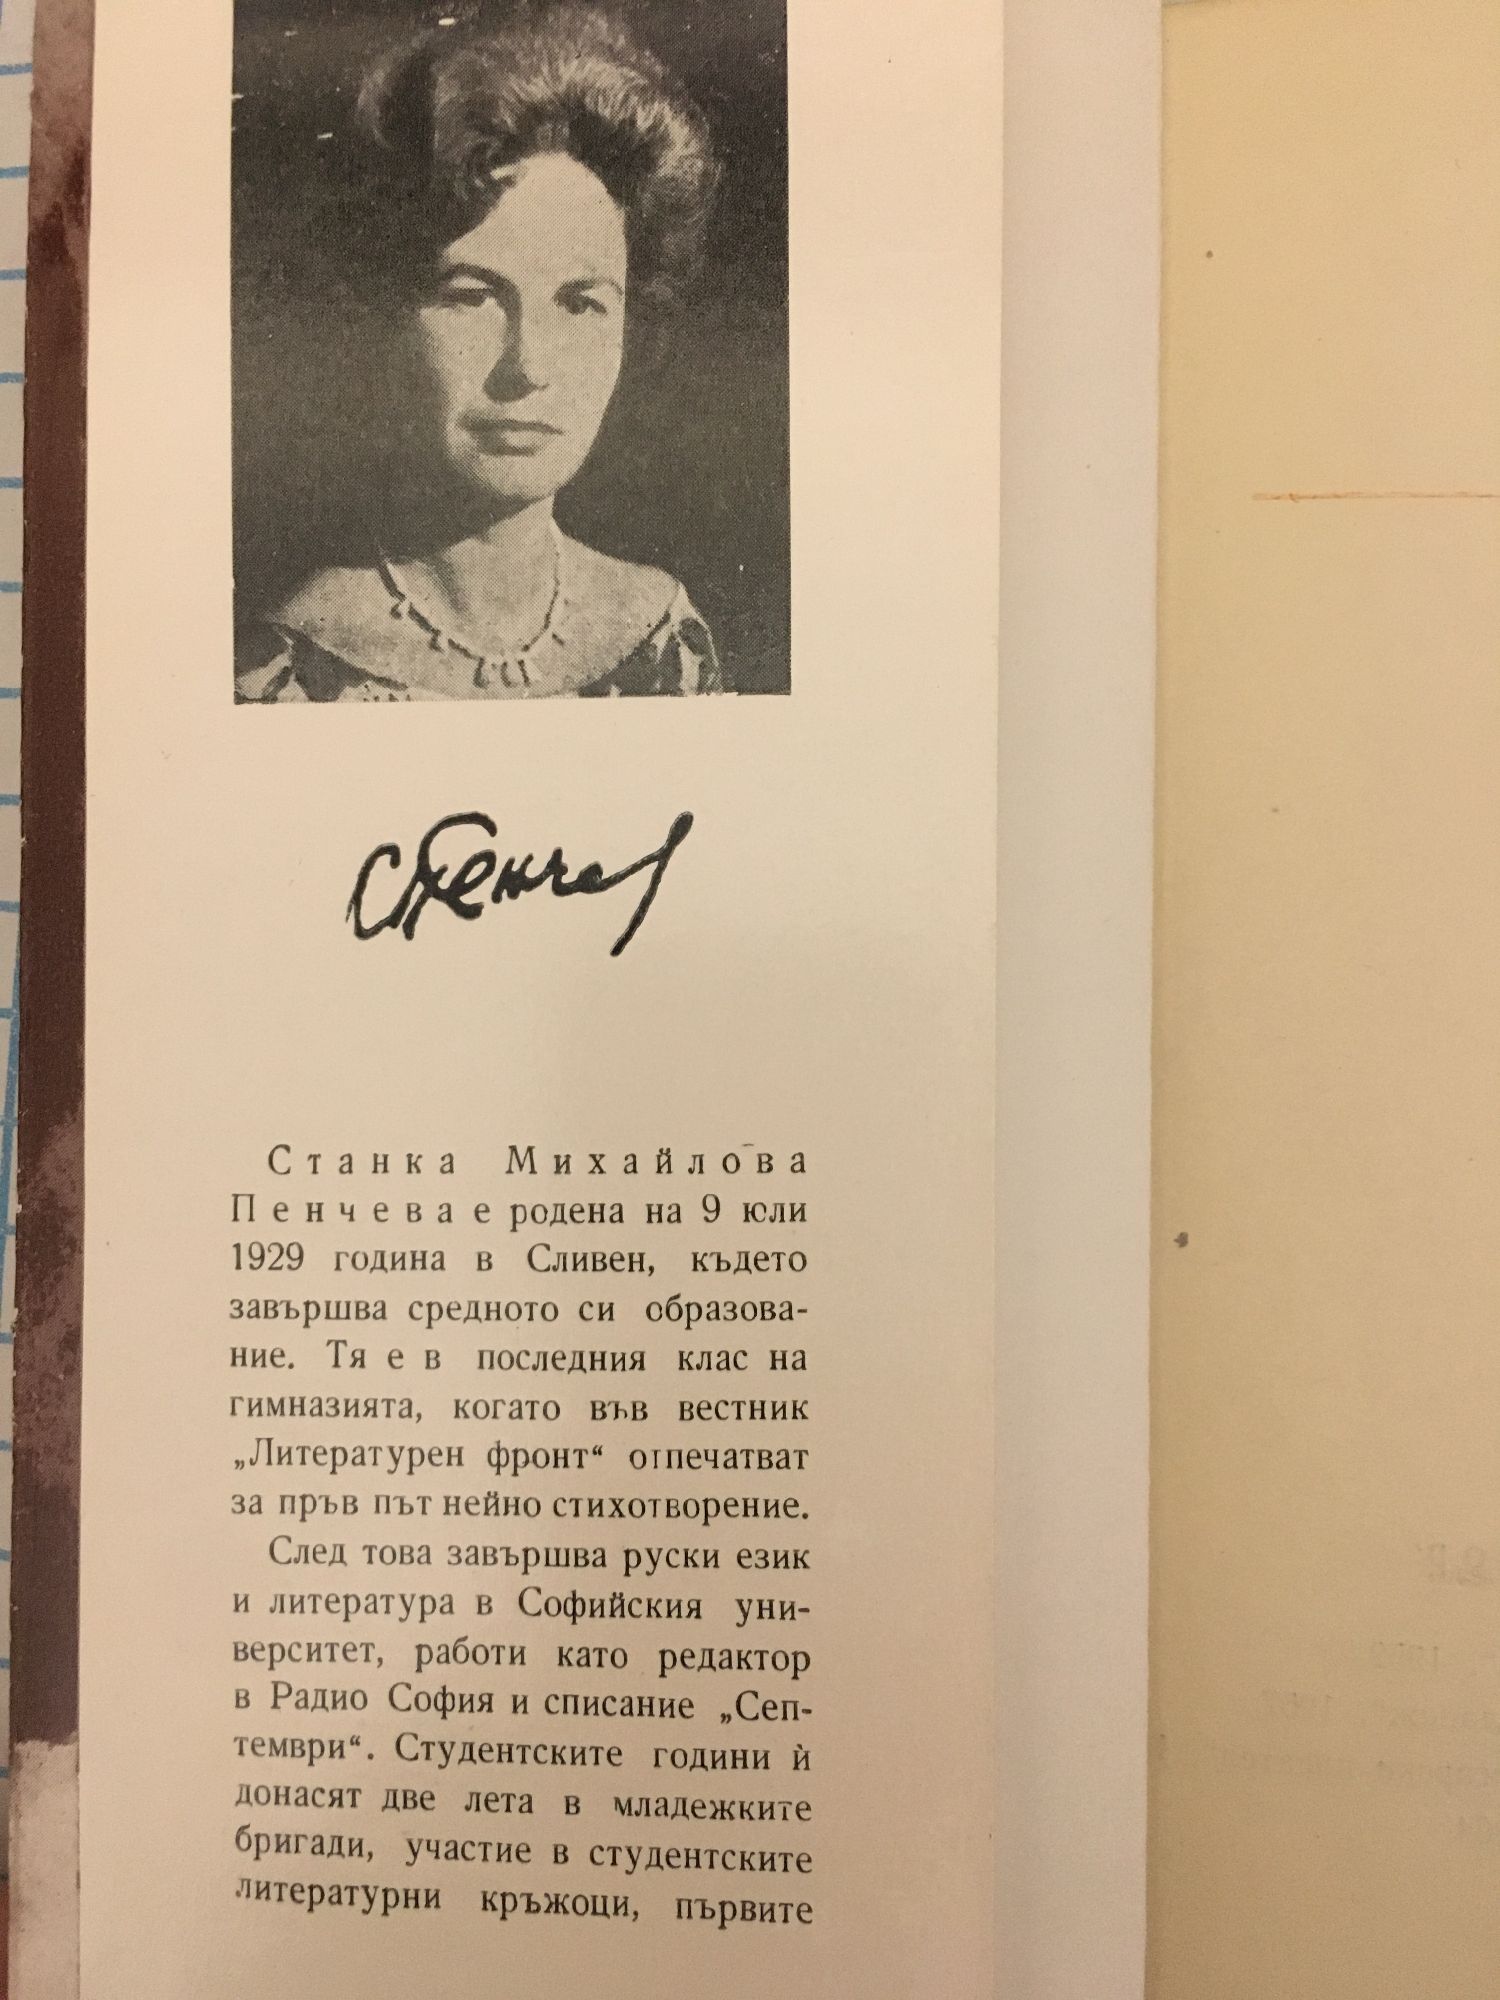 СПенчева
Станка Михайлова
Пенчева е родена на 9 юли
1929 година в Сливен, където
завършва средното си образова-
ние. Тя е в последния клас на
гимназията, когато във вестник
„Литературен фронт“ отпечатват
за пръв път нейно стихотворение.
След това завършва руски език
и литература в Софийския уни-
верситет, работи като редактор
в Радио София и списание „Сеп-
тември“. Студентските години ѝ
донасят две лета в младежките
бригади, участие в студентските
литературни кръжоци, първите